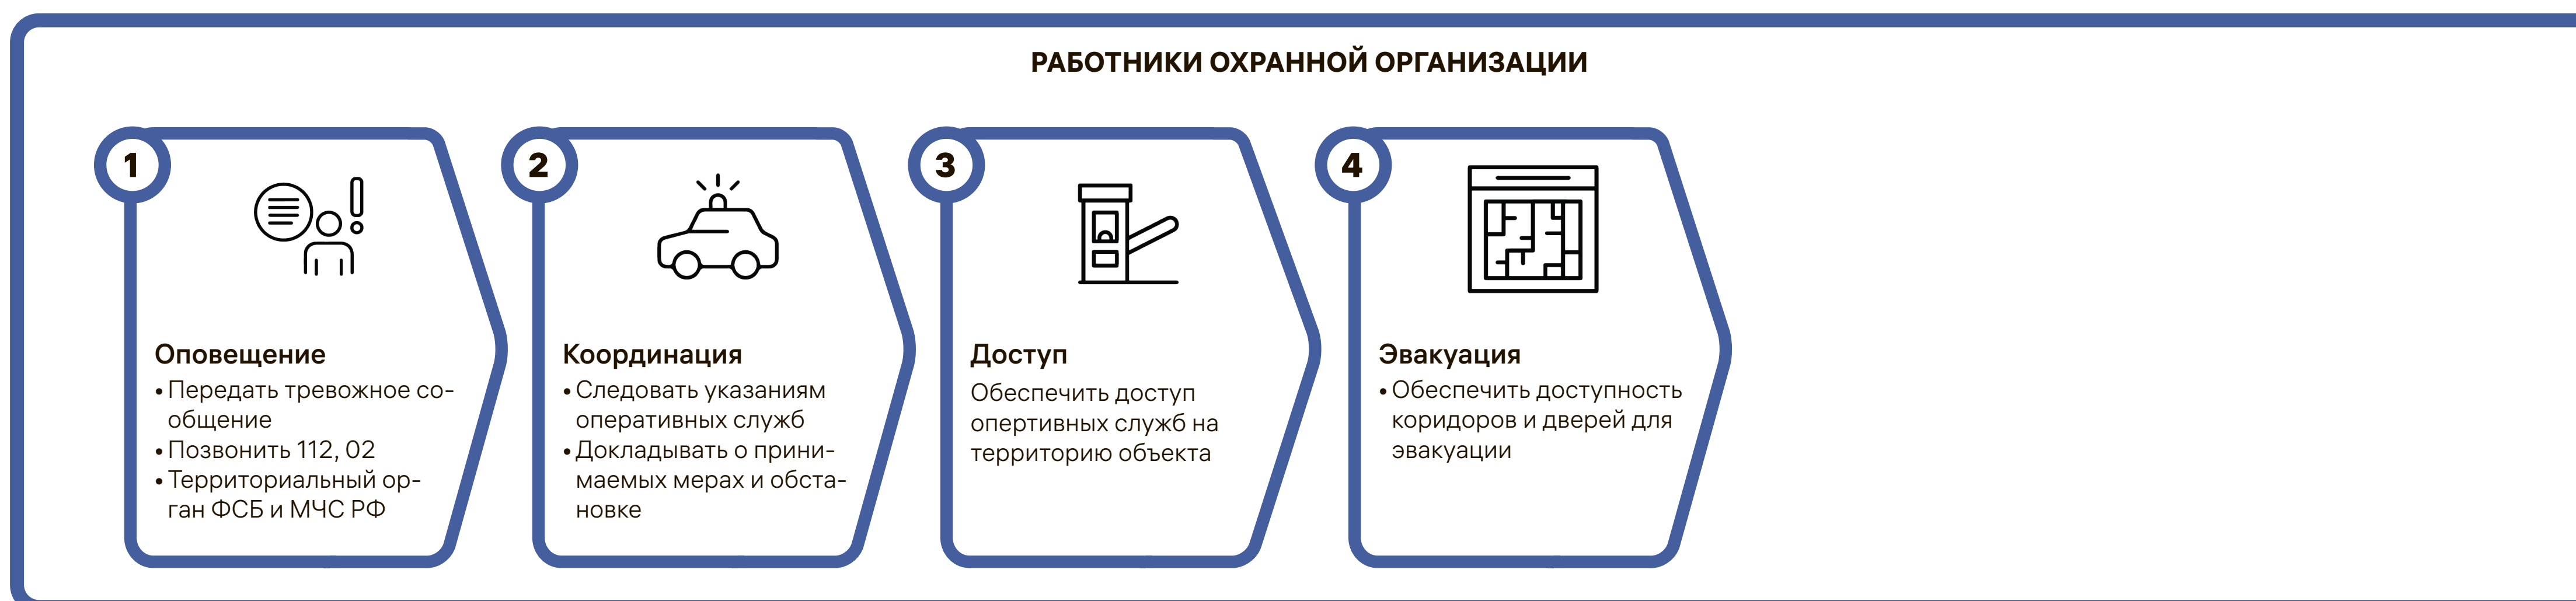 РАБОТНИКИ ОХРАННОЙ ОРГАНИЗАЦИИ
1
Оповещение
• Передать тревожное со-
общение
• Позвонить 112, 02
• Территориальный ор-
ган ФСБ и МЧС РФ
2
Координация
• Следовать указаниям
оперативных служб
• Докладывать о прини-
маемых мерах и обста-
новке
3
Доступ
Обеспечить доступ
опертивных служб на
территорию объекта
4
Эвакуация
• Обеспечить доступность
коридоров и дверей для
эвакуации